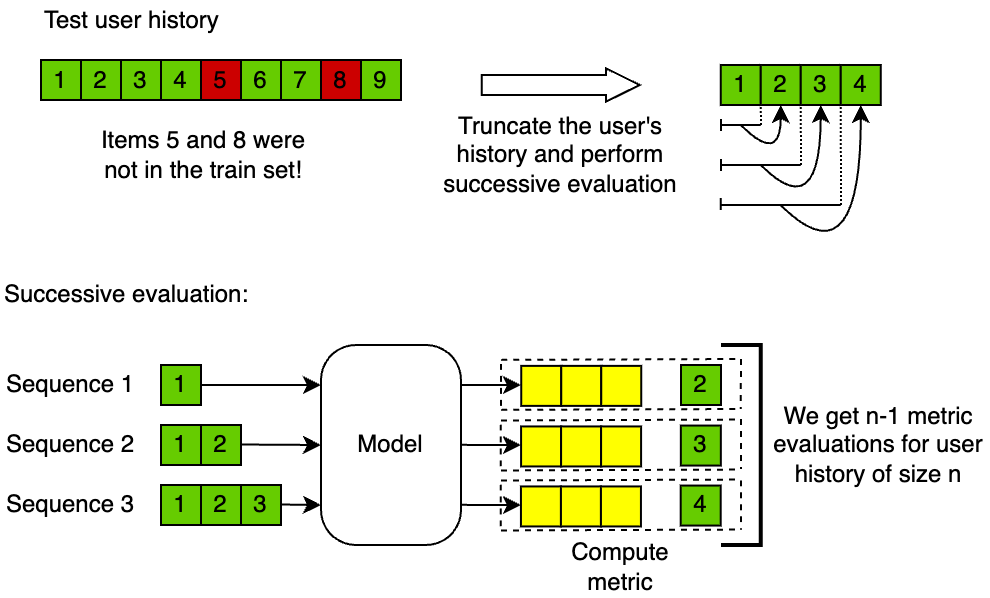 Test user history
1 2 3 4 5 6 7 8 9
Items 5 and 8 were
not in the train set!
Truncate the user's
history and perform
successive evaluation
1 2 3 4
Successive evaluation:
Sequence 1
1
2
Sequence 2
1 2
3
Sequence 3
1 2 3
4
Model
Compute
metric
We get n-1 metric
evaluations for user
history of size n